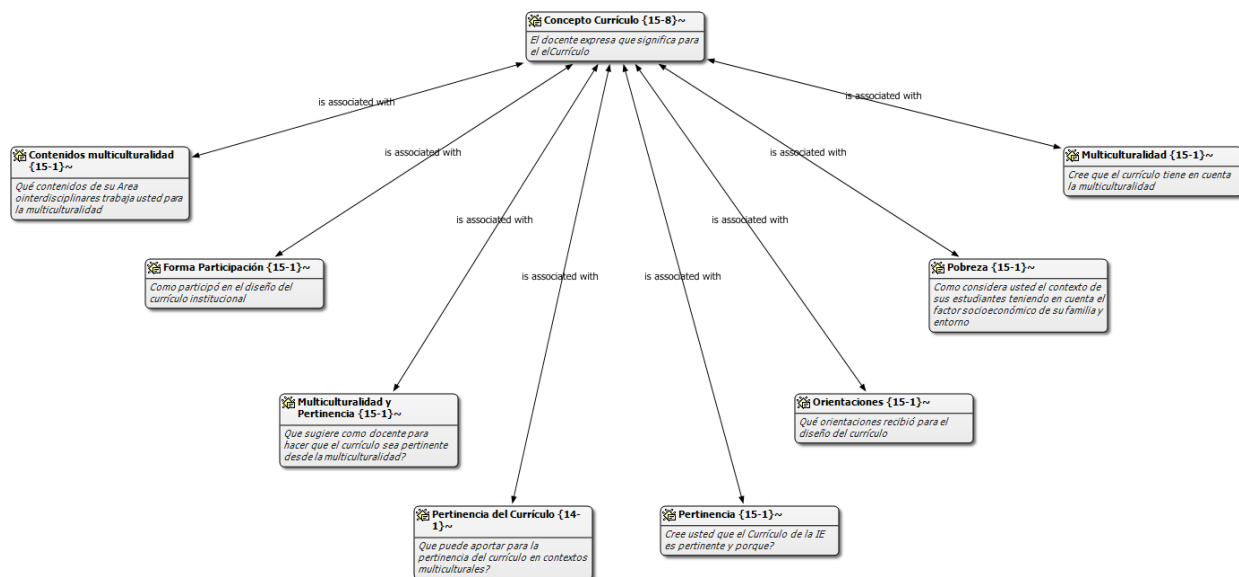 Concepto Currículo {15-8}~
El docente expresa que significa para
el elCurrículo
is associated with
is associated with
is associated with
is associated with
is associated with
is associated with
is associated with
is associated with
Contenidos multiculturalidad
{15-1}~
Qué contenidos de su Area
ointerdisciplinares trabaja usted para
la multiculturalidad
Multiculturalidad {15-1}~
Cree que el currículo tiene en cuenta
la multiculturalidad
Forma Participación {15-1}~
Como participó en el diseño del
currículo institucional
Pobreza {15-1}~
Como considera usted el contexto de
sus estudiantes teniendo en cuenta el
factor socioeconómico de su familia y
entorno
Multiculturalidad y
Pertinencia {15-1}~
Que sugiere como docente para
hacer que el currículo sea pertinente
desde la multiculturalidad?
Orientaciones {15-1}~
Qué orientaciones recibió para el
diseño del currículo
Pertinencia del Currículo {14-
1}~
Que puede aportar para la
pertinencia del currículo en contextos
multiculturales?
Pertinencia {15-1}~
Cree usted que el Currículo de la IE
es pertinente y porque?